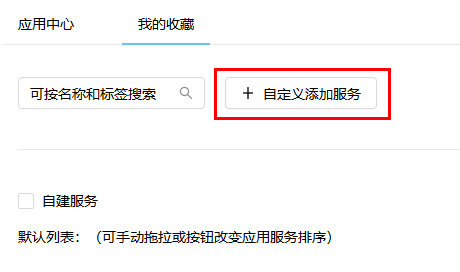 应用中心 我的收藏
可按名称和标签搜索 + 自定义添加服务
自建服务
默认列表：（可手动拖拉或按钮改变应用服务排序）